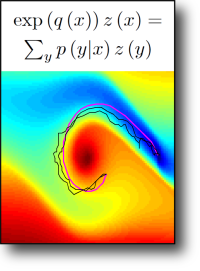 exp (q (x)) z (x) =
∑_y p (y|x) z (y)